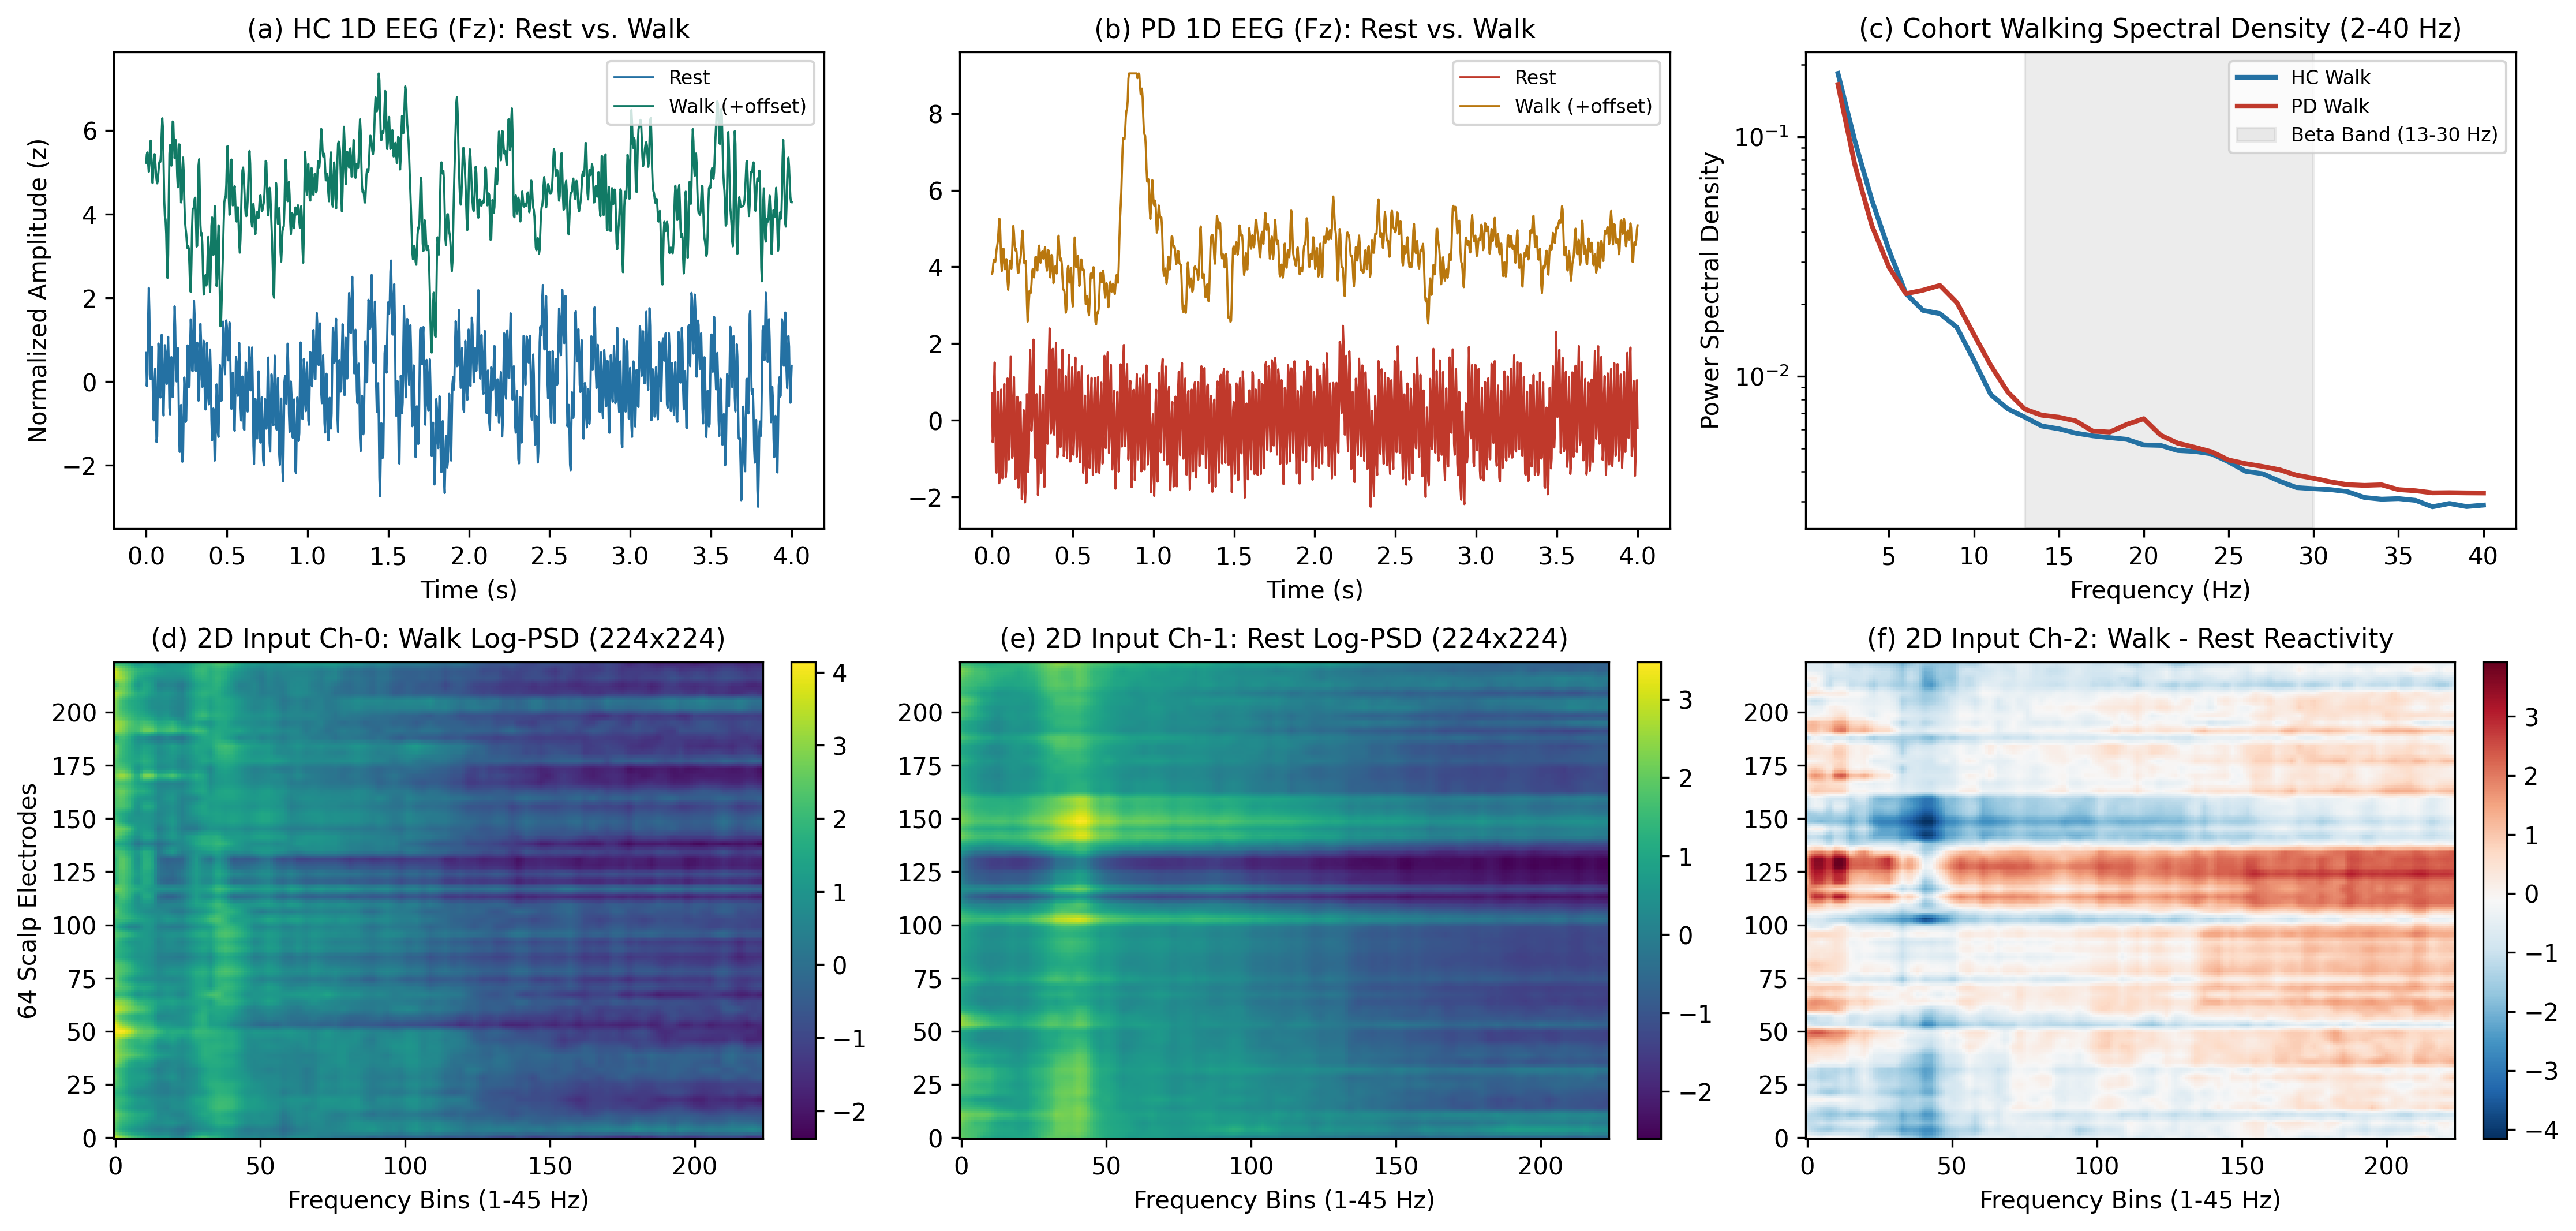 (a) HC 1D EEG (Fz): Rest vs. Walk
Rest
Walk (+offset)
Normalized Amplitude (z)
6
4
2
0
−2
0.0 0.5 1.0 1.5 2.0 2.5 3.0 3.5 4.0
Time (s)
(b) PD 1D EEG (Fz): Rest vs. Walk
Rest
Walk (+offset)
8
6
4
2
0
−2
0.0 0.5 1.0 1.5 2.0 2.5 3.0 3.5 4.0
Time (s)
(c) Cohort Walking Spectral Density (2-40 Hz)
HC Walk
PD Walk
Beta Band (13-30 Hz)
Power Spectral Density
10⁻¹
10⁻²
5 10 15 20 25 30 35 40
Frequency (Hz)
(d) 2D Input Ch-0: Walk Log-PSD (224x224)
64 Scalp Electrodes
200
175
150
125
100
75
50
25
0
0 50 100 150 200
Frequency Bins (1-45 Hz)
4
3
2
1
0
−1
−2
(e) 2D Input Ch-1: Rest Log-PSD (224x224)
200
175
150
125
100
75
50
25
0
0 50 100 150 200
Frequency Bins (1-45 Hz)
3
2
1
0
−1
−2
(f) 2D Input Ch-2: Walk - Rest Reactivity
200
175
150
125
100
75
50
25
0
0 50 100 150 200
Frequency Bins (1-45 Hz)
3
2
1
0
−1
−2
−3
−4